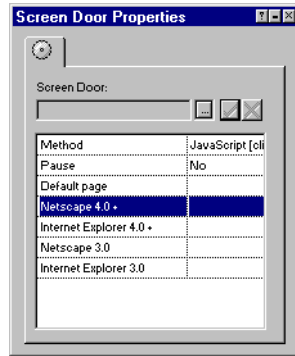 Screen Door Properties
Screen Door:
...
Method JavaScript [cli
Pause No
Default page
Netscape 4.0 +
Internet Explorer 4.0 +
Netscape 3.0
Internet Explorer 3.0